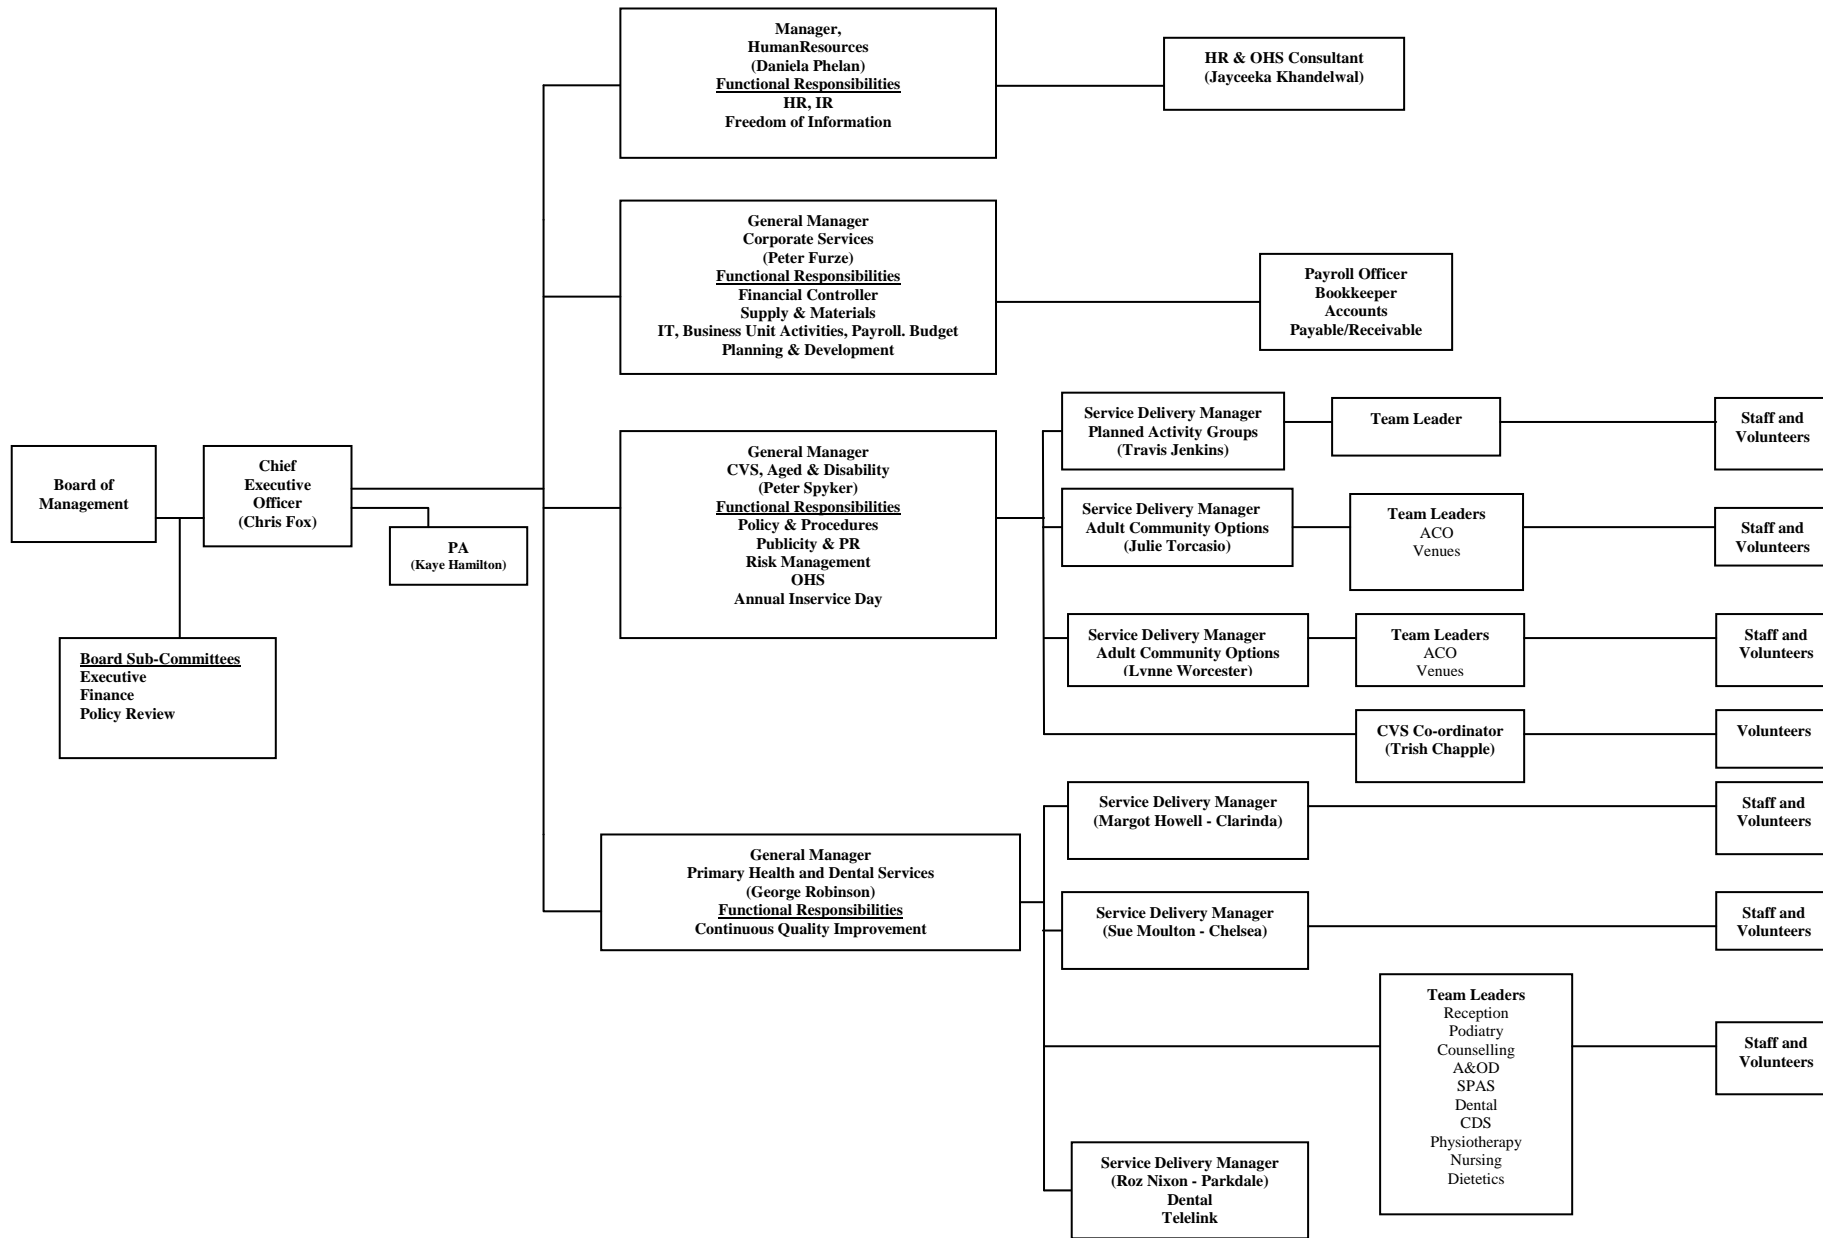 Board of
Management
Board Sub-Committees
Executive
Finance
Policy Review
Chief
Executive
Officer
(Chris Fox)
PA
(Kaye Hamilton)
Manager,
HumanResources
(Daniela Phelan)
Functional Responsibilities
HR, IR
Freedom of Information
HR & OHS Consultant
(Jayceeka Khandelwal)
General Manager
Corporate Services
(Peter Furze)
Functional Responsibilities
Financial Controller
Supply & Materials
IT, Business Unit Activities, Payroll. Budget
Planning & Development
Payroll Officer
Bookkeeper
Accounts
Payable/Receivable
General Manager
CVS, Aged & Disability
(Peter Spyker)
Functional Responsibilities
Policy & Procedures
Publicity & PR
Risk Management
OHS
Annual Inservice Day
Service Delivery Manager
Planned Activity Groups
(Travis Jenkins)
Team Leader
Staff and
Volunteers
Service Delivery Manager
Adult Community Options
(Julie Torcasio)
Team Leaders
ACO
Venues
Staff and
Volunteers
Service Delivery Manager
Adult Community Options
(Lynne Worcester)
Team Leaders
ACO
Venues
Staff and
Volunteers
CVS Co-ordinator
(Trish Chapple)
Volunteers
General Manager
Primary Health and Dental Services
(George Robinson)
Functional Responsibilities
Continuous Quality Improvement
Service Delivery Manager
(Margot Howell - Clarinda)
Staff and
Volunteers
Service Delivery Manager
(Sue Moulton - Chelsea)
Staff and
Volunteers
Team Leaders
Reception
Podiatry
Counselling
A&OD
SPAS
Dental
CDS
Physiotherapy
Nursing
Dietetics
Staff and
Volunteers
Service Delivery Manager
(Roz Nixon - Parkdale)
Dental
Telelink